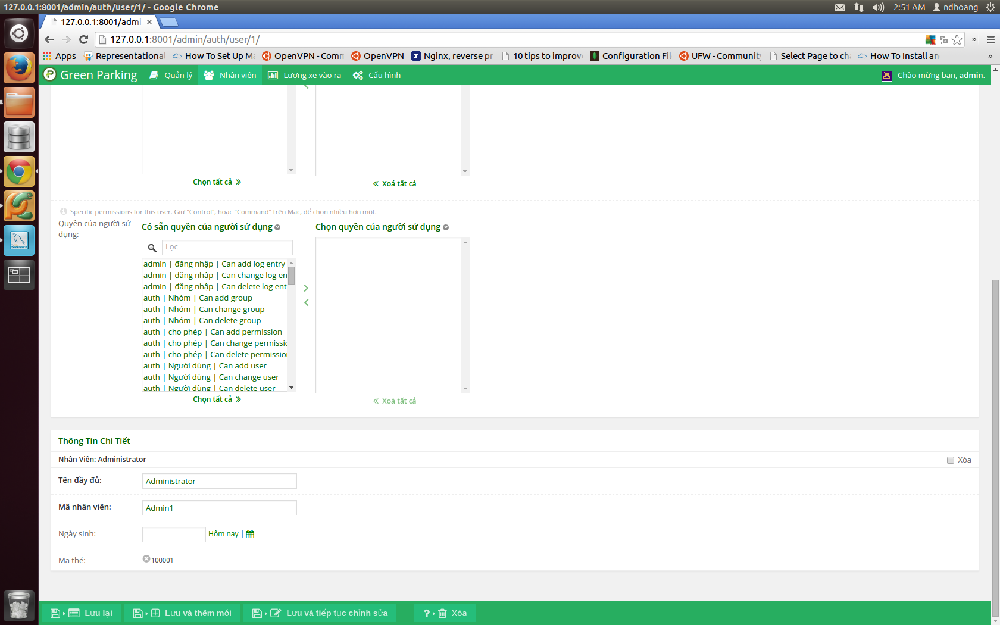 127.0.0.1:8001/admin/auth/user/1/ - Google Chrome
2:51 AM
ndhoang
127.0.0.1:8001/admi
127.0.0.1:8001/admin/auth/user/1/
Apps
Representational
How To Set Up M
OpenVPN - Comm
OpenVPN
Nginx, reverse pr
10 tips to improv
Configuration Fil
UFW - Community
Select Page to ch
How To Install an
Green Parking
Quản lý
Nhân viên
Lượng xe vào ra
Cấu hình
Chào mừng bạn, admin.
Chọn tất cả
Xoá tất cả
Specific permissions for this user. Giữ "Control", hoặc "Command" trên Mac, để chọn nhiều hơn một.
Quyền của người sử dụng:
Có sẵn quyền của người sử dụng
Chọn quyền của người sử dụng
Lọc
admin | đăng nhập | Can add log entry
admin | đăng nhập | Can change log en
admin | đăng nhập | Can delete log ent
auth | Nhóm | Can add group
auth | Nhóm | Can change group
auth | Nhóm | Can delete group
auth | cho phép | Can add permission
auth | cho phép | Can change permissio
auth | cho phép | Can delete permission
auth | Người dùng | Can add user
auth | Người dùng | Can change user
auth | Người dùng | Can delete user
Chọn tất cả
Xoá tất cả
Thông Tin Chi Tiết
Nhân Viên: Administrator
Xóa
Tên đầy đủ:
Administrator
Mã nhân viên:
Admin1
Ngày sinh:
Hôm nay |
Mã thẻ:
100001
Lưu lại
Lưu và thêm mới
Lưu và tiếp tục chỉnh sửa
Xóa